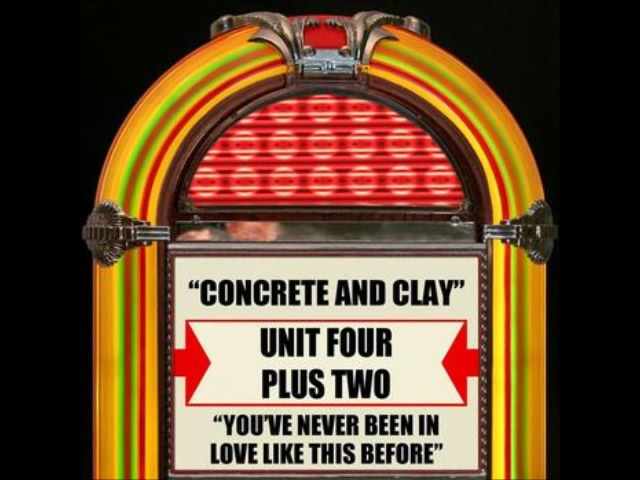 “CONCRETE AND CLAY”
UNIT FOUR
PLUS TWO
“YOU’VE NEVER BEEN IN
LOVE LIKE THIS BEFORE”